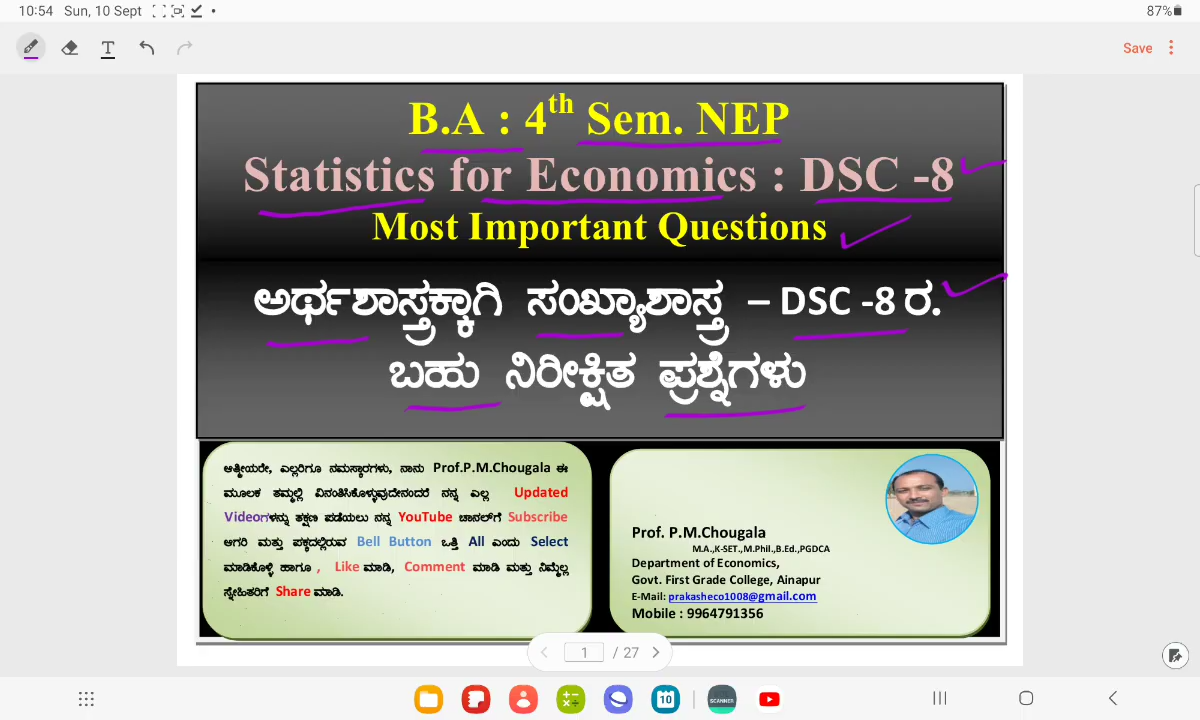 10:54 Sun, 10 Sept
87%
T
Save
B.A : 4th Sem. NEP
Statistics for Economics : DSC -8
Most Important Questions
ಅರ್ಥಶಾಸ್ತ್ರಕ್ಕಾಗಿ ಸಂಖ್ಯಾಶಾಸ್ತ್ರ – DSC -8 ರ.
ಬಹು ನಿರೀಕ್ಷಿತ ಪ್ರಶ್ನೆಗಳು
ಆತ್ಮೀಯರೇ, ಎಲ್ಲರಿಗೂ ನಮಸ್ಕಾರಗಳು, ನಾನು Prof.P.M.Chougala ಈ
ಮೂಲಕ ತಮ್ಮಲ್ಲಿ ವಿನಂತಿಸಿಕೊಳ್ಳುವುದೇನಂದರೆ ನನ್ನ ಎಲ್ಲ Updated
Videoಗಳನ್ನು ತಕ್ಷಣ ಪಡೆಯಲು ನನ್ನ YouTube ಚಾನಲ್‌ಗೆ Subscribe
ಆಗರಿ ಮತ್ತು ಪಕ್ಕದಲ್ಲಿರುವ Bell Button ಒತ್ತಿ All ಎಂದು Select
ಮಾಡಿಕೊಳ್ಳಿ ಹಾಗೂ , Like ಮಾಡಿ, Comment ಮಾಡಿ ಮತ್ತು ನಿಮ್ಮೆಲ್ಲ
ಸ್ನೇಹಿತರಿಗೆ Share ಮಾಡಿ.
Prof. P.M.Chougala
M.A.,K-SET.,M.Phil.,B.Ed.,PGDCA
Department of Economics,
Govt. First Grade College, Ainapur
E-Mail: prakasheco1008@gmail.com
Mobile : 9964791356
1 / 27
10
SCANNER